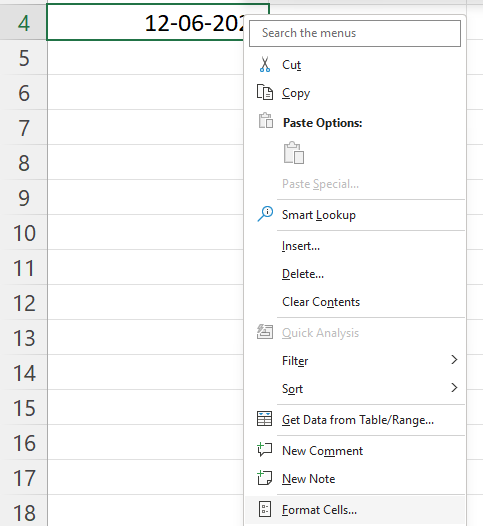 4
12-06-202
Search the menus
5
Cut
6
Copy
7
Paste Options:
8
Paste Special...
9
Smart Lookup
10
Insert...
11
Delete...
12
Clear Contents
13
Quick Analysis
14
Filter
15
Sort
16
Get Data from Table/Range...
New Comment
17
New Note
18
Format Cells...